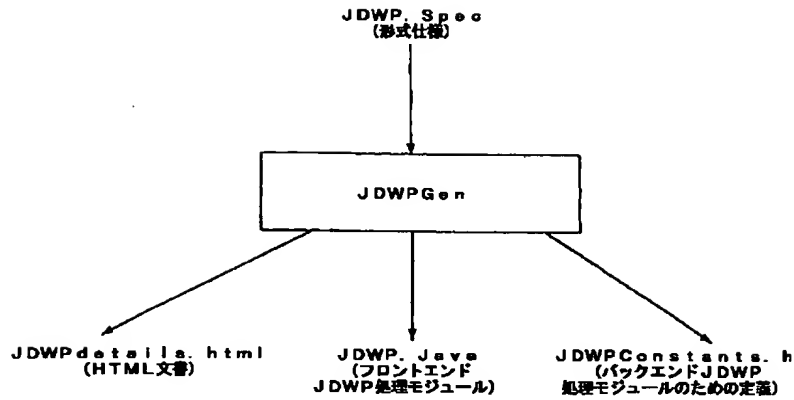 JDWP. Spec
(形式仕様)
JDWPGen
JDWPdetails. html
(HTML文書)
JDWP. Java
(フロントエンド
JDWP処理モジュール)
JDWPConstants. h
(バックエンドJDWP
処理モジュールのための定義)